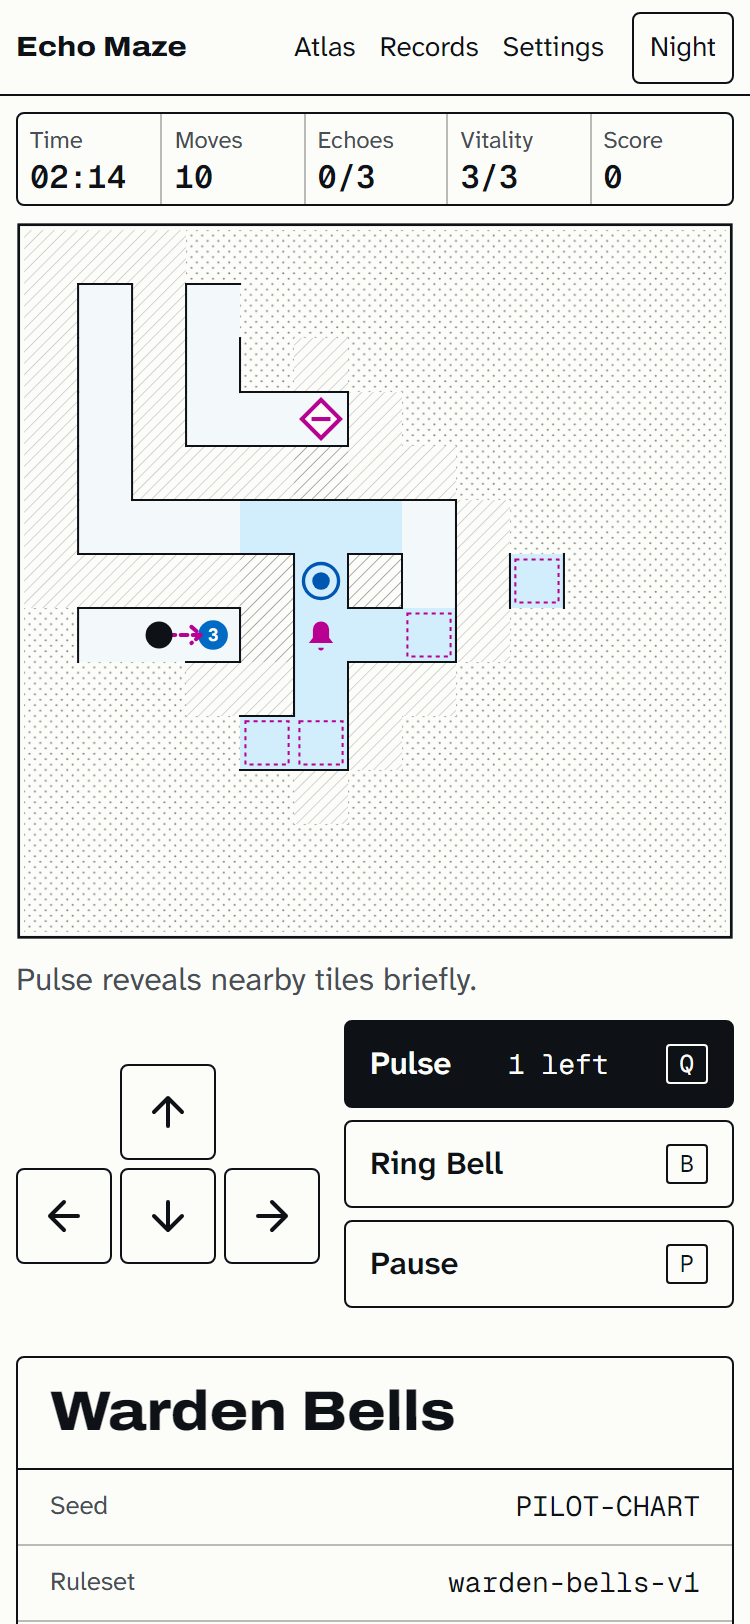 Echo Maze Atlas Records Settings Night
Time Moves Echoes Vitality Score
02:14 10 0/3 3/3 0
3
Pulse reveals nearby tiles briefly.
Pulse 1 left Q
Ring Bell B
Pause P
Warden Bells
Seed PILOT-CHART
Ruleset warden-bells-v1